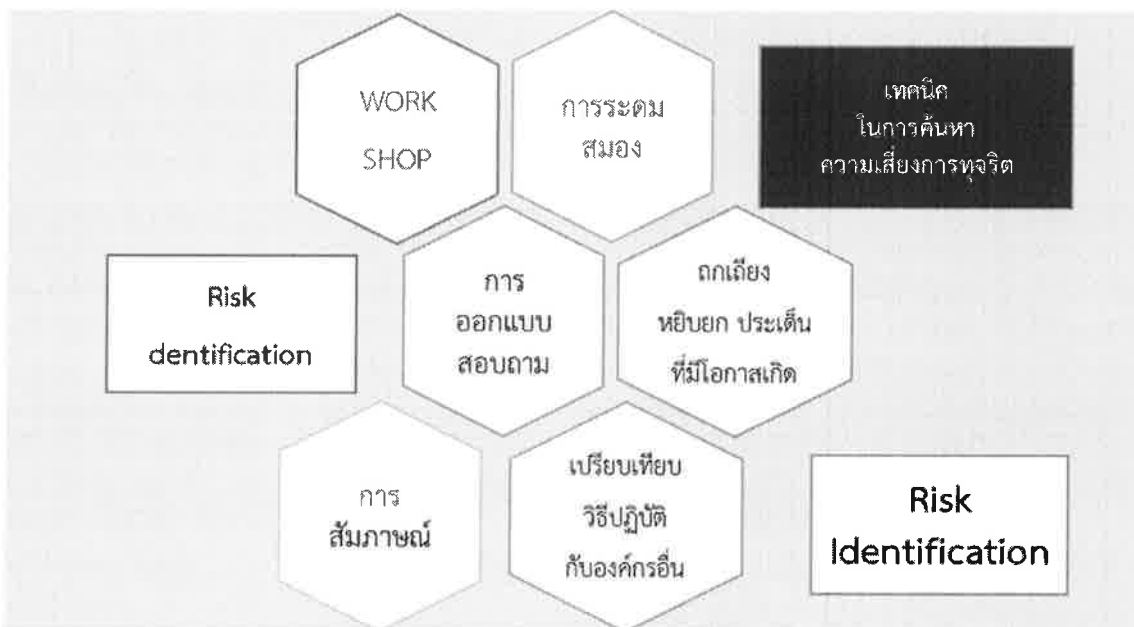 WORK
SHOP
การระดม
สมอง
เทคนิค
ในการค้นหา
ความเสี่ยงการทุจริต
Risk
dentification
การ
ออกแบบ
สอบถาม
ถกเถียง
หยิบยก ประเด็น
ที่มีโอกาสเกิด
การ
สัมภาษณ์
เปรียบเทียบ
วิธีปฏิบัติ
กับองค์กรอื่น
Risk
Identification